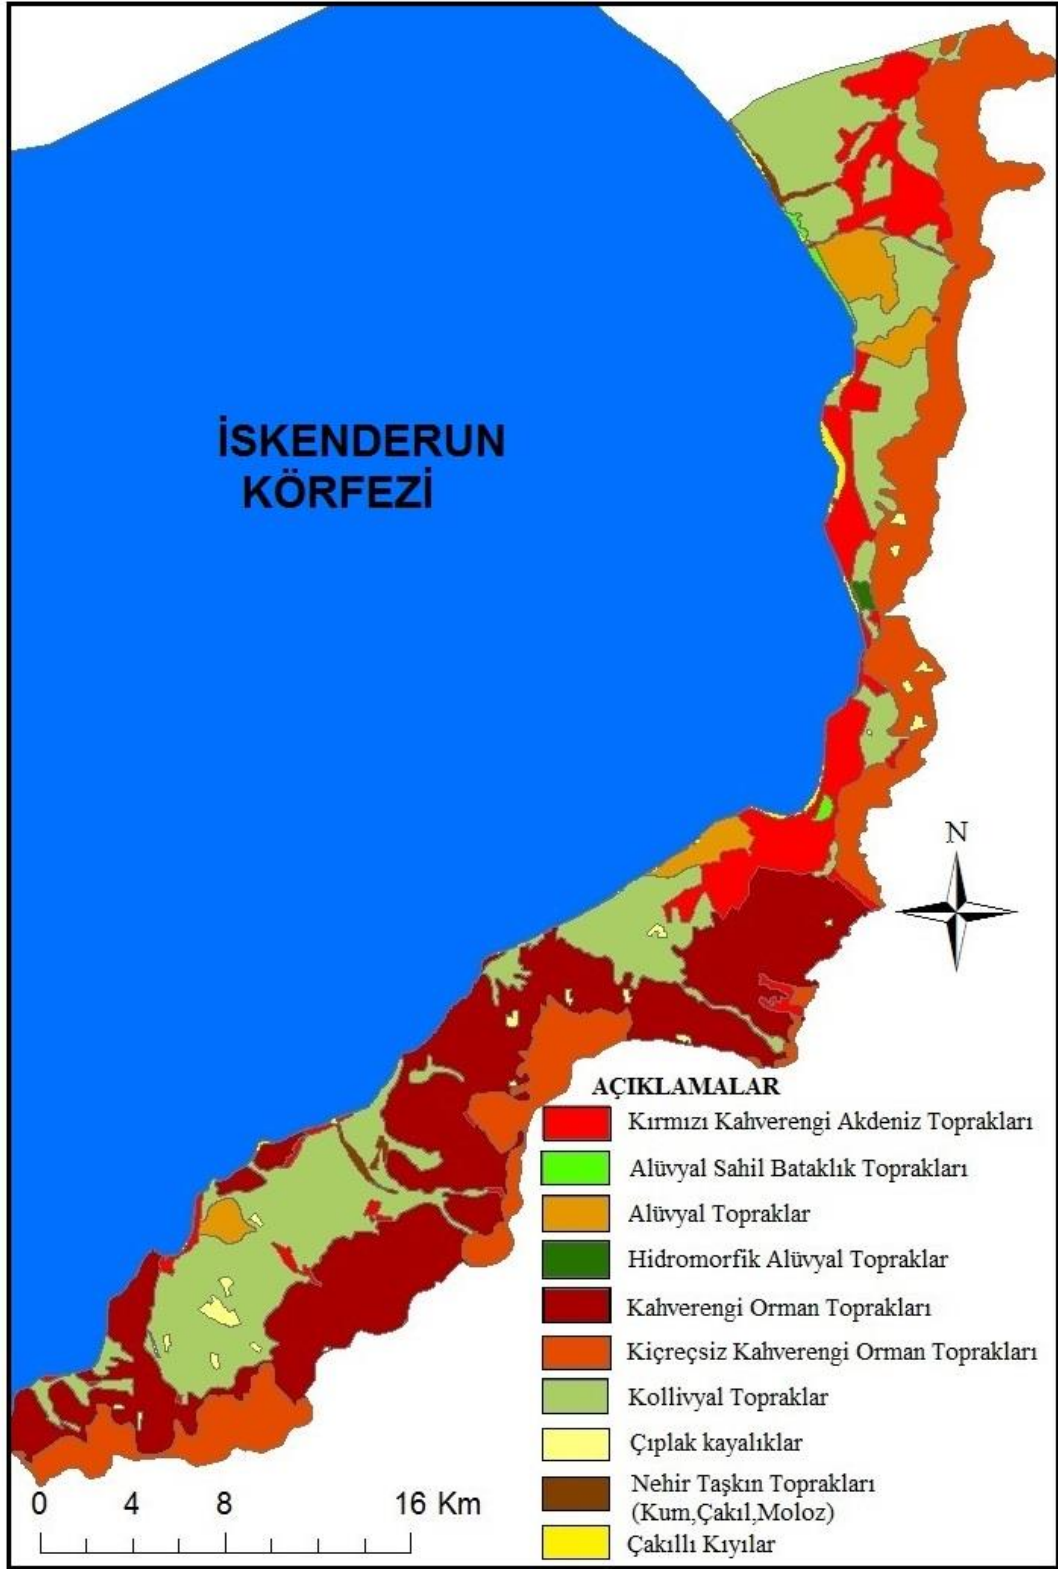 İSKENDERUN
KÖRFEZİ
N
AÇIKLAMALAR
Kırmızı Kahverengi Akdeniz Toprakları
Alüvyal Sahil Bataklık Toprakları
Alüvyal Topraklar
Hidromorfik Alüvyal Topraklar
Kahverengi Orman Toprakları
Kiçreçsiz Kahverengi Orman Toprakları
Kollivyal Topraklar
Çıplak kayalıklar
Nehir Taşkın Toprakları
(Kum,Çakıl,Moloz)
Çakıllı Kıyılar
0 4 8 16 Km